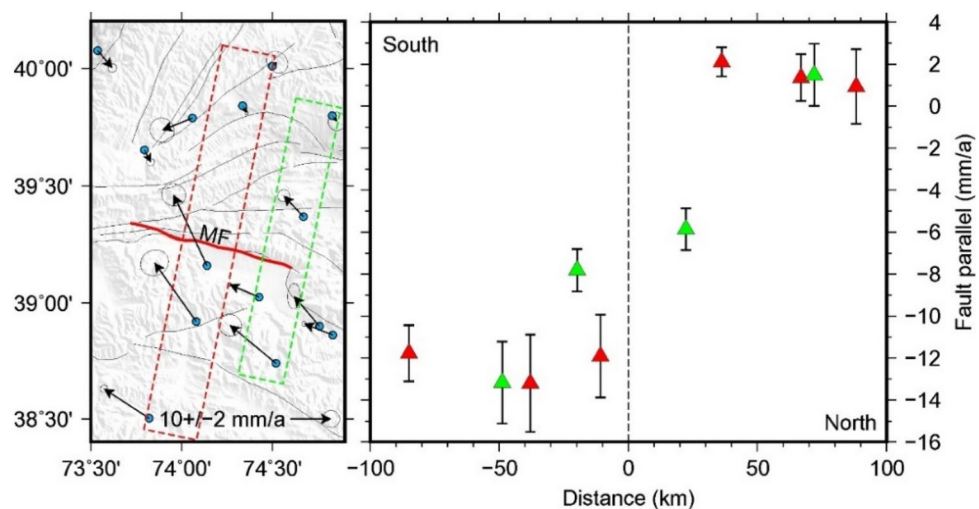 40˚00'
39˚30'
39˚00'
38˚30'
MF
10+/−2 mm/a
73˚30' 74˚00' 74˚30'
South
North
4
2
0
−2
−4
−6
−8
−10
−12
−14
−16
Fault parallel (mm/a)
−100 −50 0 50 100
Distance (km)